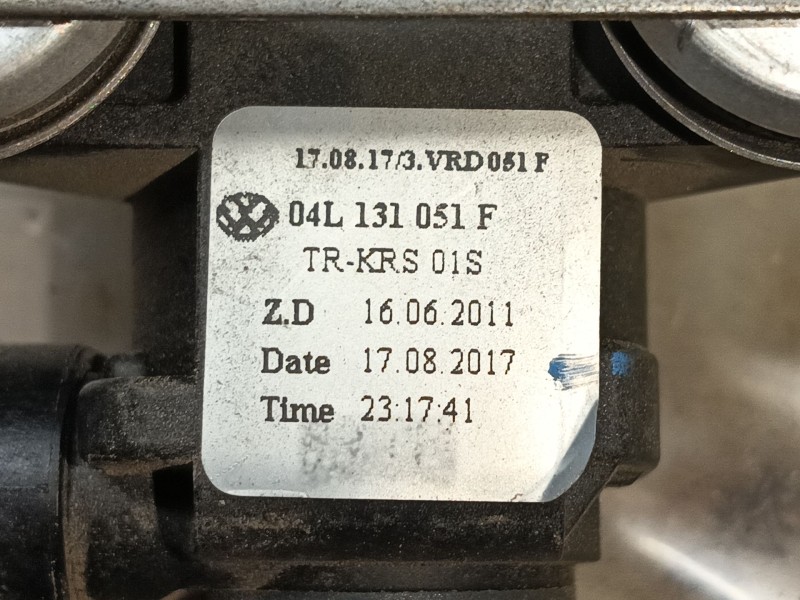 17.08.17/3.VRD 051 F
04L 131 051 F
TR-KRS 01S
Z.D 16.06.2011
Date 17.08.2017
Time 23:17:41